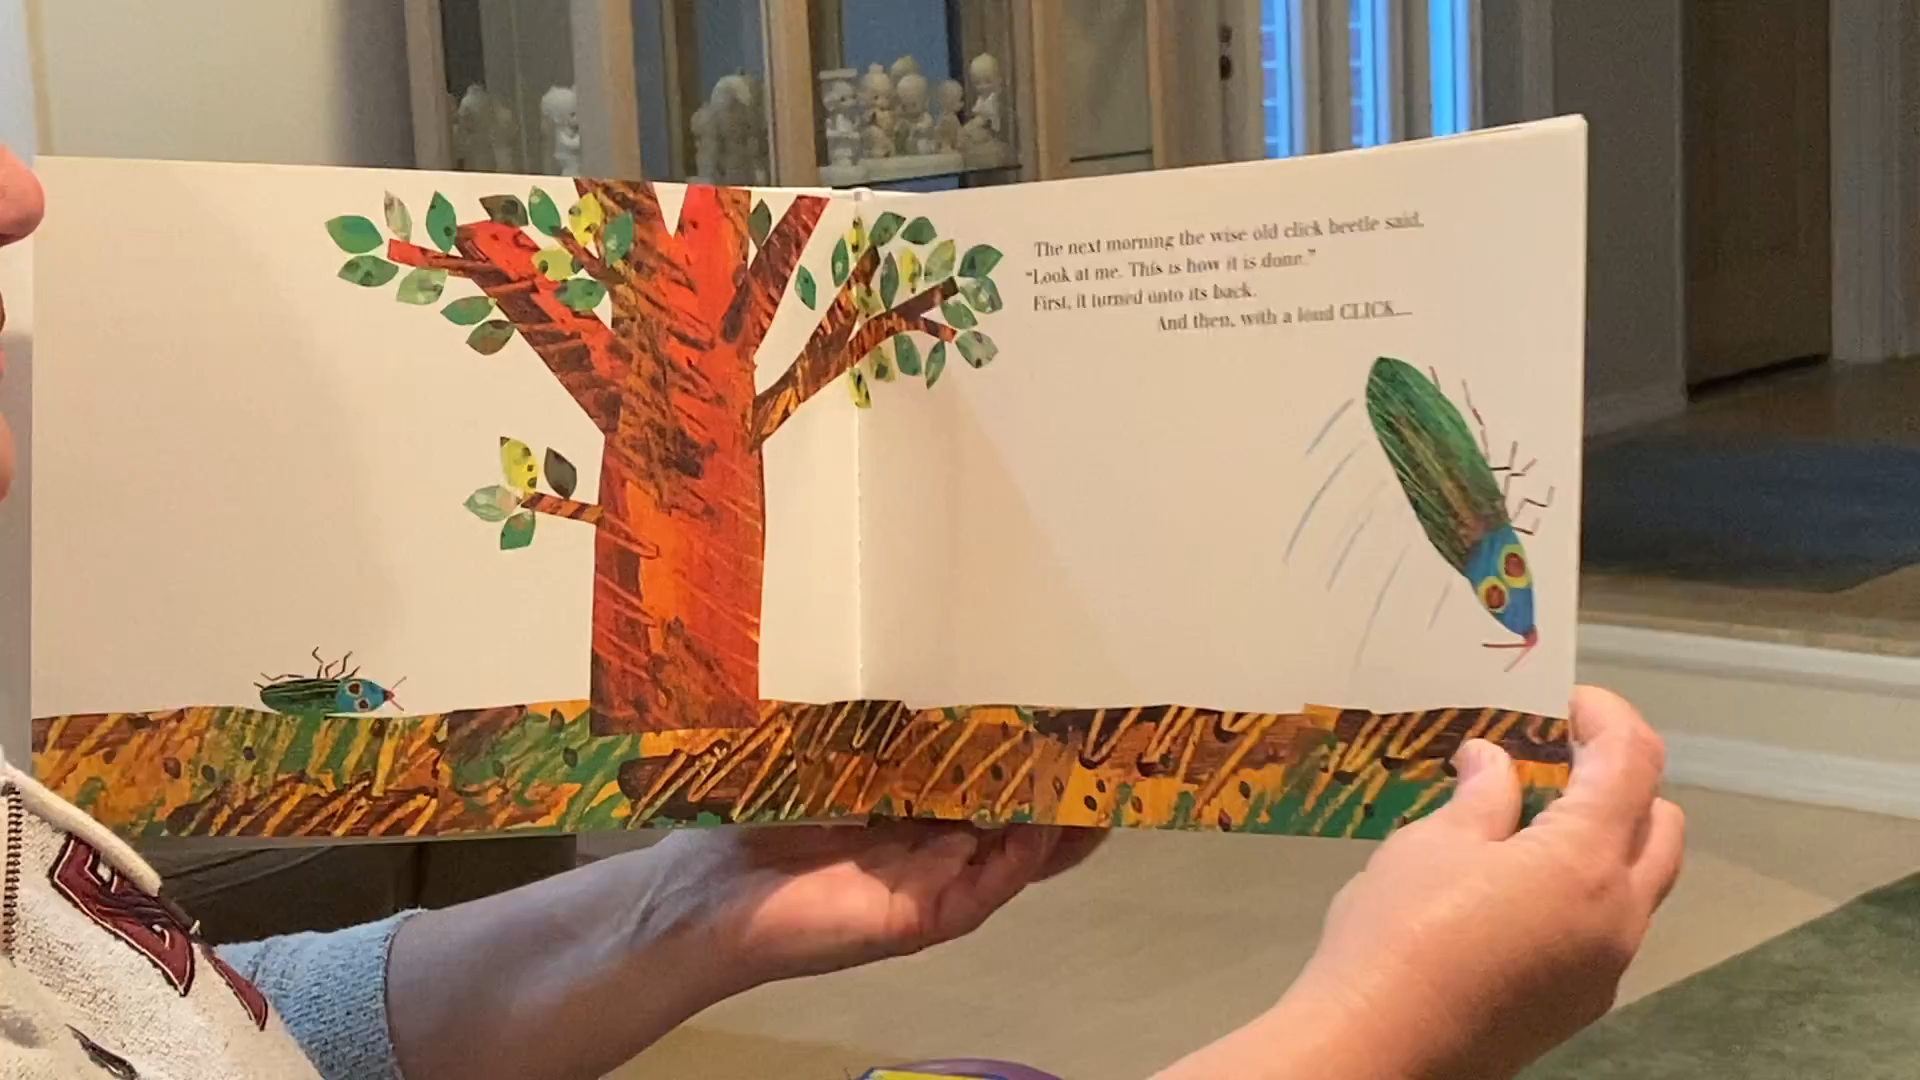 The next morning the wise old click beetle said,
"Look at me. This is how it is done."
First, it turned unto its back.
And then, with a loud CLICK...